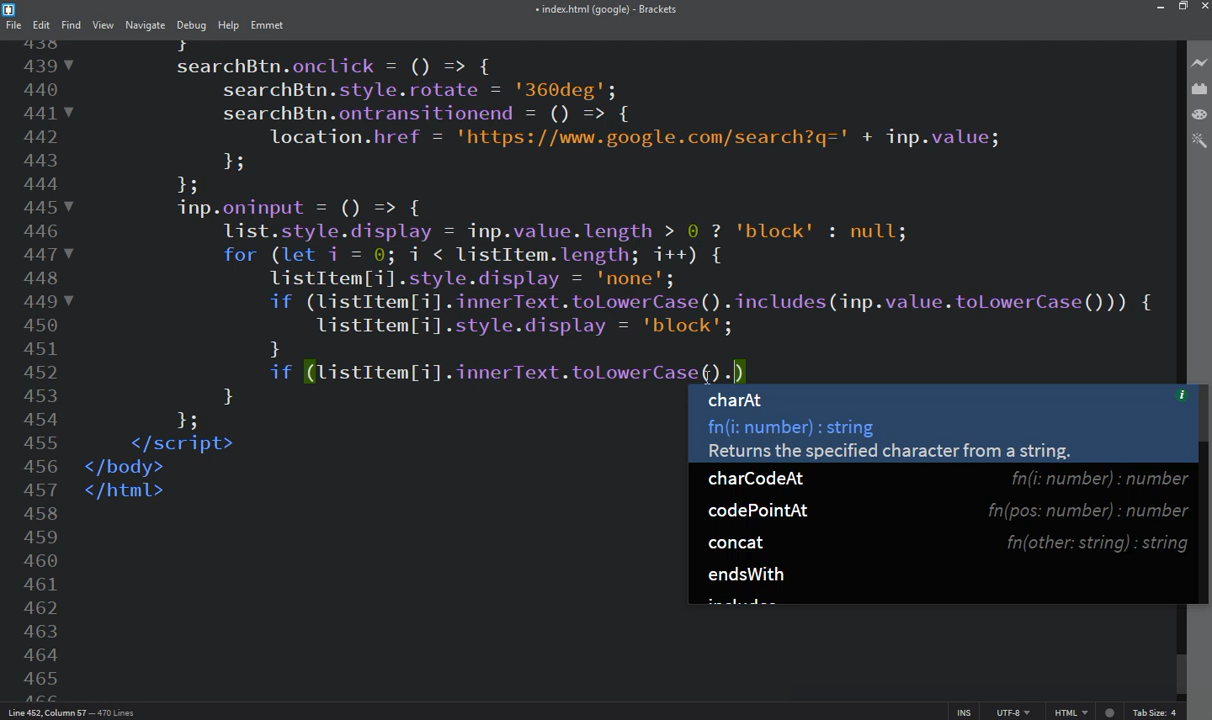 • index.html (google) - Brackets
File Edit Find View Navigate Debug Help Emmet
438 }
439 searchBtn.onclick = () => {
440 searchBtn.style.rotate = '360deg';
441 searchBtn.ontransitionend = () => {
442 location.href = 'https://www.google.com/search?q=' + inp.value;
443 };
444 };
445 inp.oninput = () => {
446 list.style.display = inp.value.length > 0 ? 'block' : null;
447 for (let i = 0; i < listItem.length; i++) {
448 listItem[i].style.display = 'none';
449 if (listItem[i].innerText.toLowerCase().includes(inp.value.toLowerCase())) {
450 listItem[i].style.display = 'block';
451 }
452 if (listItem[i].innerText.toLowerCase().)
453 }
454 };
455 </script>
456 </body>
457 </html>
458
459
460
461
462
463
464
465
466
charAt
fn(i: number) : string
Returns the specified character from a string.
charCodeAt fn(i: number) : number
codePointAt fn(pos: number) : number
concat fn(other: string) : string
endsWith
includes
Line 452, Column 57 — 470 Lines INS UTF-8 HTML Tab Size: 4